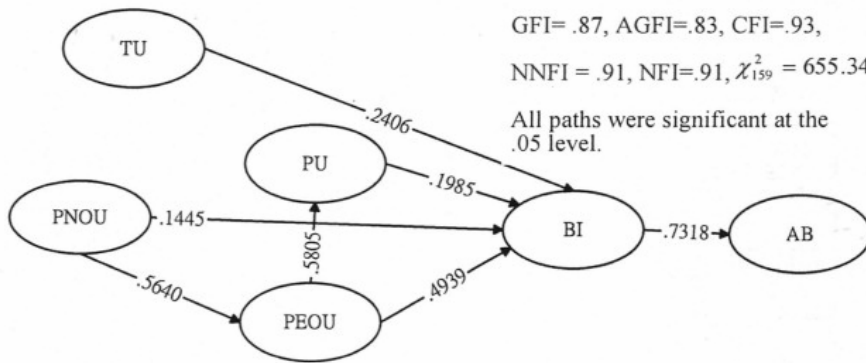 GFI= .87, AGFI=.83, CFI=.93,
NNFI = .91, NFI=.91, χ²₁₅₉ = 655.34
All paths were significant at the
.05 level.
TU
.2406
PU
.1985
PNOU
.1445
.5805
BI
.7318
AB
.5640
.4939
PEOU